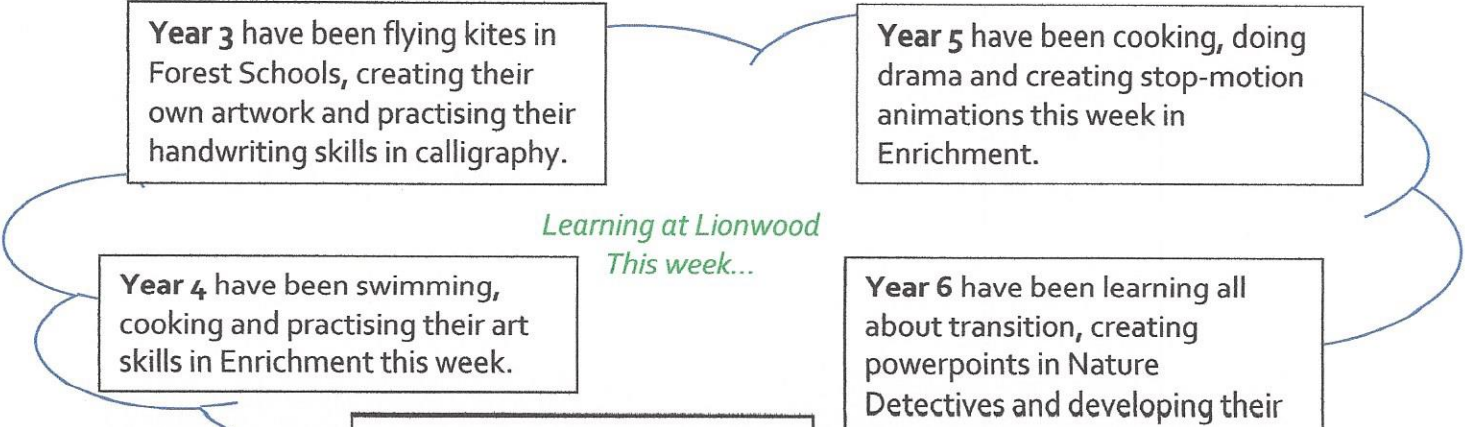 Year 3 have been flying kites in
Forest Schools, creating their
own artwork and practising their
handwriting skills in calligraphy.
Year 5 have been cooking, doing
drama and creating stop-motion
animations this week in
Enrichment.
Learning at Lionwood
This week...
Year 4 have been swimming,
cooking and practising their art
skills in Enrichment this week.
Year 6 have been learning all
about transition, creating
powerpoints in Nature
Detectives and developing their